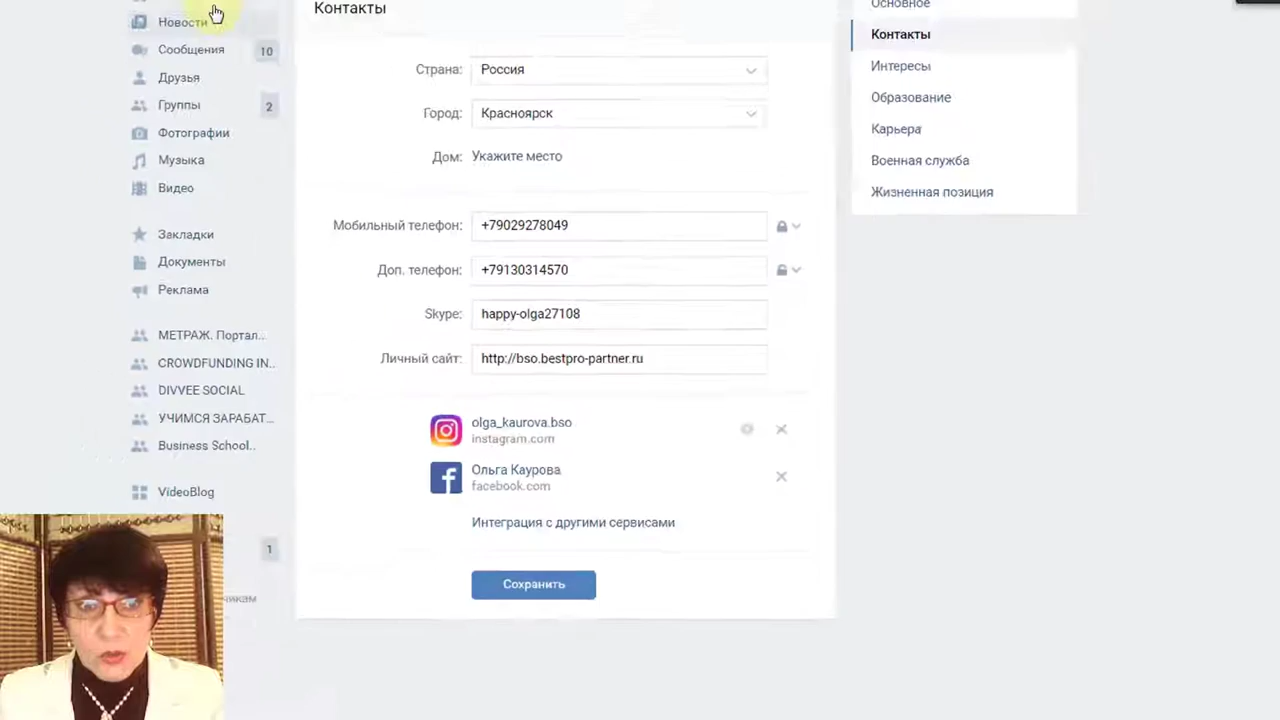 Новости
Сообщения 10
Друзья
Группы 2
Фотографии
Музыка
Видео
Закладки
Документы
Реклама
МЕТРАЖ. Портал..
CROWDFUNDING IN..
DIVVEE SOCIAL
УЧИМСЯ ЗАРАБАТ...
Business School..
VideoBlog
1
Контакты
Страна: Россия
Город: Красноярск
Дом: Укажите место
Мобильный телефон: +79029278049
Доп. телефон: +79130314570
Skype: happy-olga27108
Личный сайт: http://bso.bestpro-partner.ru
olga_kaurova.bso
instagram.com
Ольга Каурова
facebook.com
Интеграция с другими сервисами
Сохранить
Основное
Контакты
Интересы
Образование
Карьера
Военная служба
Жизненная позиция